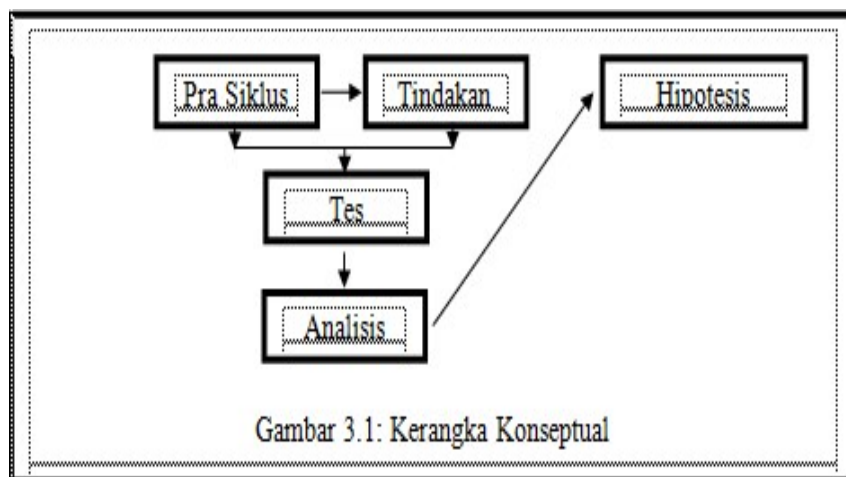 Pra Siklus
Tindakan
Hipotesis
Tes
Analisis
Gambar 3.1: Kerangka Konseptual